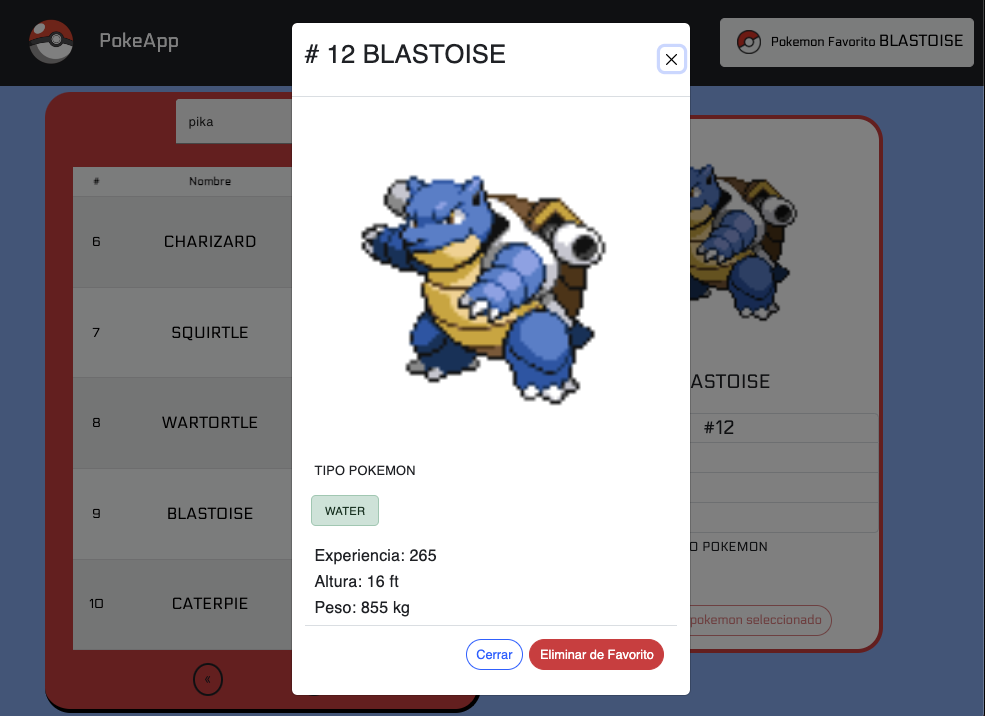 PokeApp
Pokemon Favorito BLASTOISE
# 12 BLASTOISE
pika
# Nombre
6 CHARIZARD
7 SQUIRTLE
8 WARTORTLE
9 BLASTOISE
10 CATERPIE
«
TIPO POKEMON
WATER
Experiencia: 265
Altura: 16 ft
Peso: 855 kg
Cerrar
Eliminar de Favorito
ASTOISE
#12
O POKEMON
pokemon seleccionado